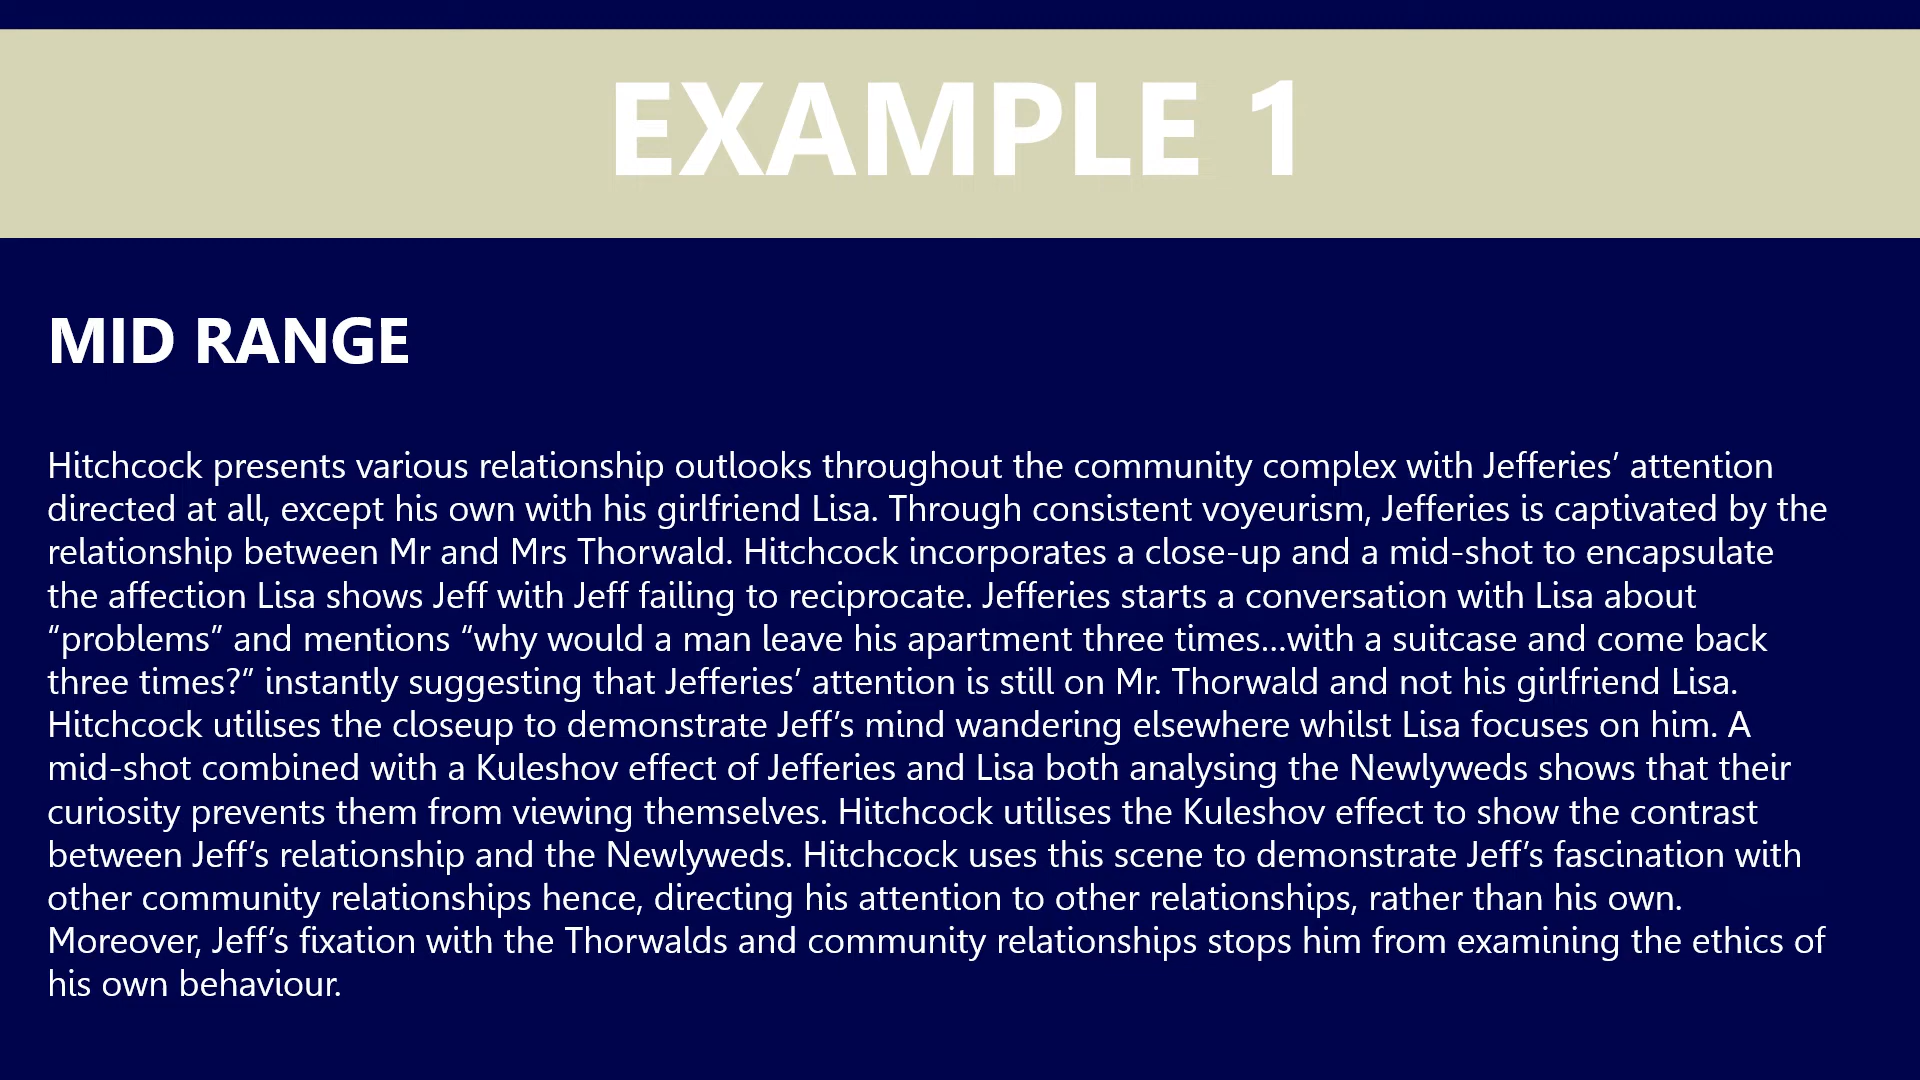 EXAMPLE 1
MID RANGE
Hitchcock presents various relationship outlooks throughout the community complex with Jefferies’ attention
directed at all, except his own with his girlfriend Lisa. Through consistent voyeurism, Jefferies is captivated by the
relationship between Mr and Mrs Thorwald. Hitchcock incorporates a close-up and a mid-shot to encapsulate
the affection Lisa shows Jeff with Jeff failing to reciprocate. Jefferies starts a conversation with Lisa about
“problems” and mentions “why would a man leave his apartment three times...with a suitcase and come back
three times?” instantly suggesting that Jefferies’ attention is still on Mr. Thorwald and not his girlfriend Lisa.
Hitchcock utilises the closeup to demonstrate Jeff’s mind wandering elsewhere whilst Lisa focuses on him. A
mid-shot combined with a Kuleshov effect of Jefferies and Lisa both analysing the Newlyweds shows that their
curiosity prevents them from viewing themselves. Hitchcock utilises the Kuleshov effect to show the contrast
between Jeff’s relationship and the Newlyweds. Hitchcock uses this scene to demonstrate Jeff’s fascination with
other community relationships hence, directing his attention to other relationships, rather than his own.
Moreover, Jeff’s fixation with the Thorwalds and community relationships stops him from examining the ethics of
his own behaviour.